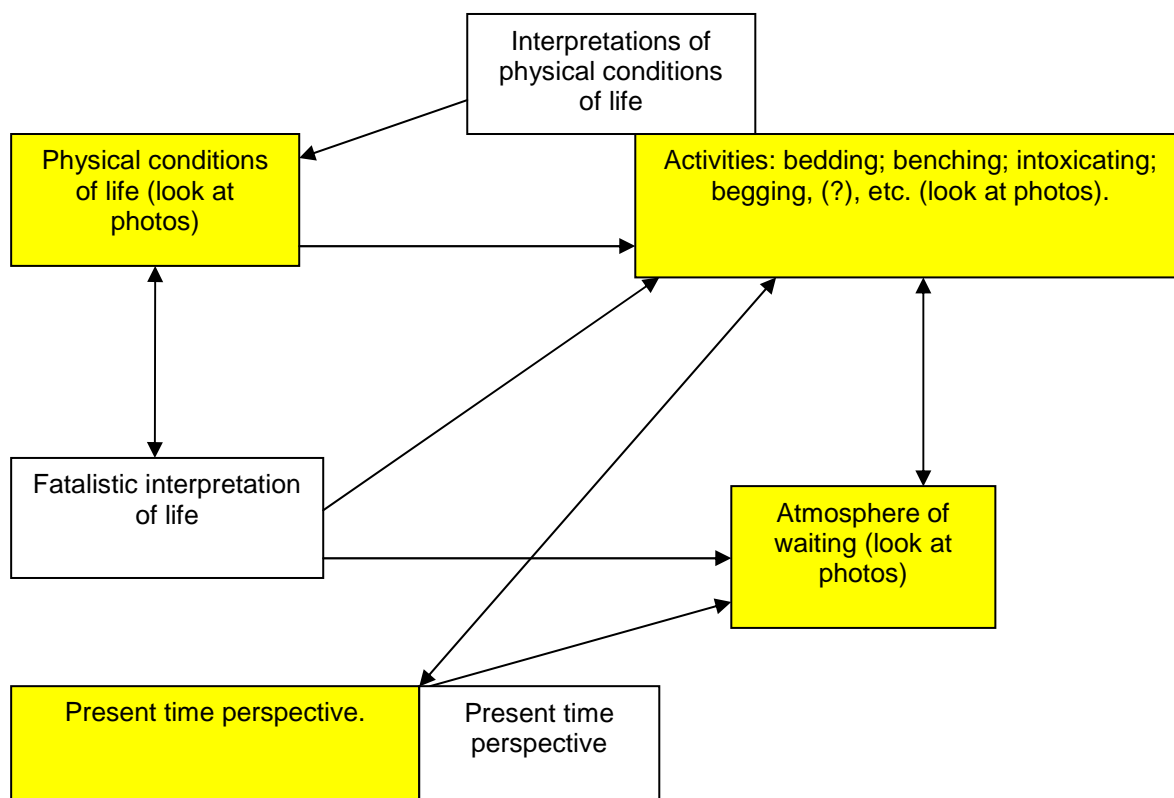 Interpretations of
physical conditions
of life
Physical conditions
of life (look at
photos)
Activities: bedding; benching; intoxicating;
begging, (?), etc. (look at photos).
Fatalistic interpretation
of life
Atmosphere of
waiting (look at
photos)
Present time perspective.
Present time
perspective